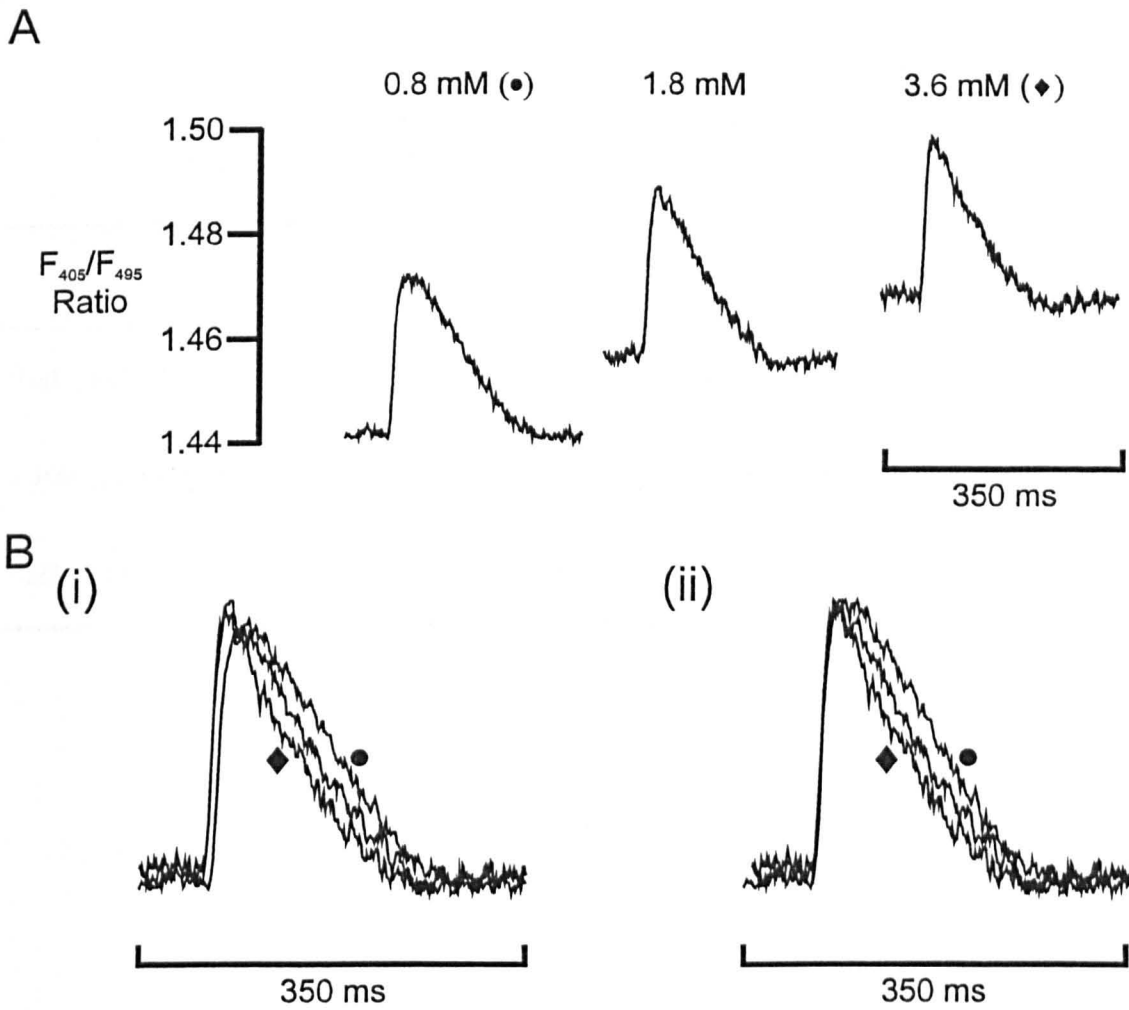 A
0.8 mM (●) 1.8 mM 3.6 mM (◆)
1.50
1.48
F₄₀₅/F₄₉₅
Ratio
1.46
1.44
350 ms
B
(i) (ii)
350 ms 350 ms